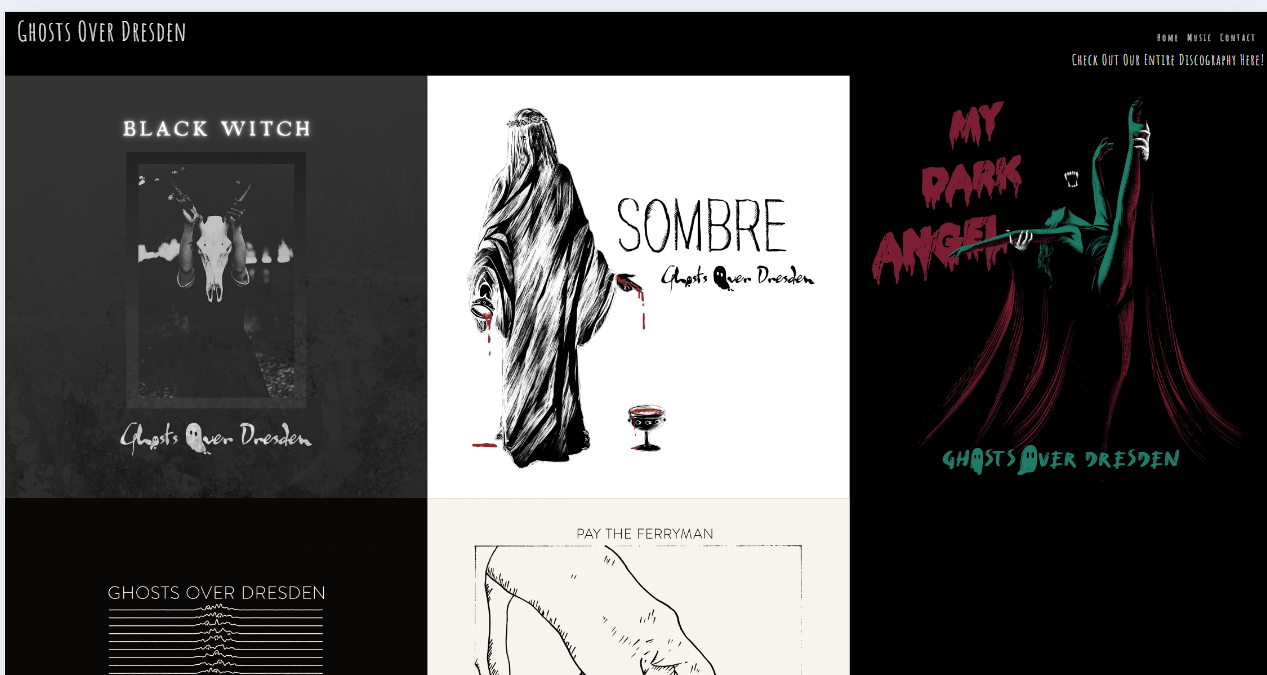 Ghosts Over Dresden
Home Music Contact
Check Out Our Entire Discography Here!
BLACK WITCH
Ghosts Over Dresden
SOMBRE
Ghosts Over Dresden
MY
DARK
ANGEL
GHOSTS OVER DRESDEN
GHOSTS OVER DRESDEN
PAY THE FERRYMAN